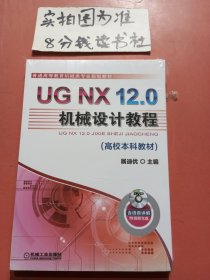 实物图为准
8分钱读书社
普通高等教育机械类专业规划教材
UG NX 12.0
机械设计教程
UG NX 12.0 JIXIE SHEJI JIAOCHENG
(高校本科教材)
展迪优 ◎ 主编
机械工业出版社